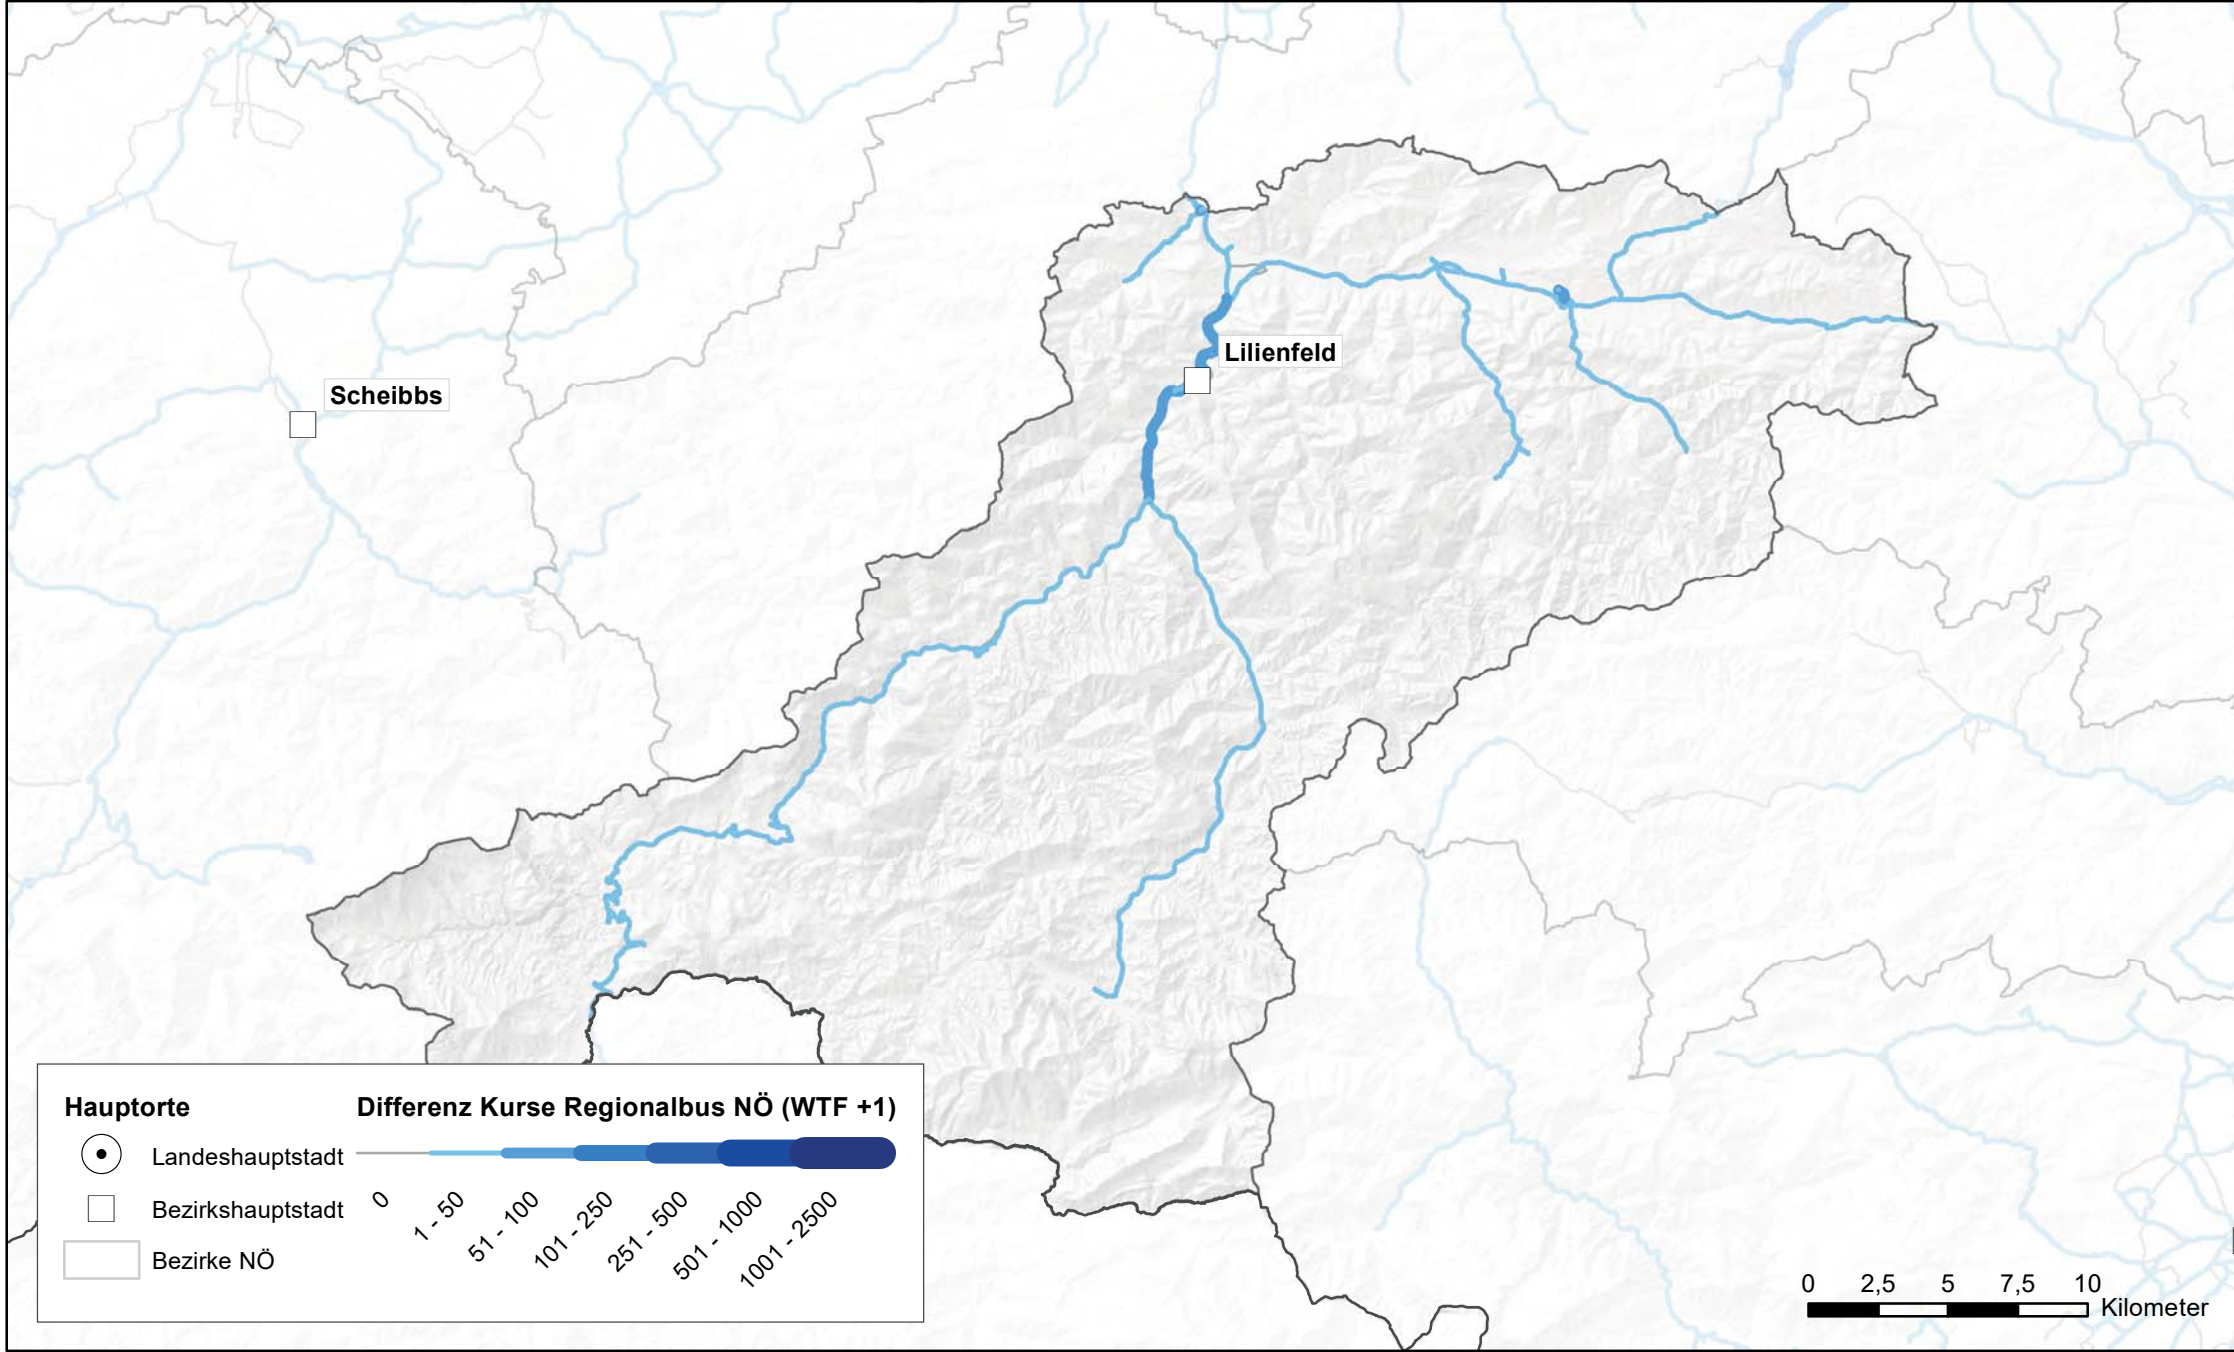 Lilienfeld
Scheibbs
Hauptorte
Landeshauptstadt
Bezirkshauptstadt
Bezirke NÖ
Differenz Kurse Regionalbus NÖ (WTF +1)
0
1 - 50
51 - 100
101 - 250
251 - 500
501 - 1000
1001 - 2500
0 2,5 5 7,5 10
Kilometer